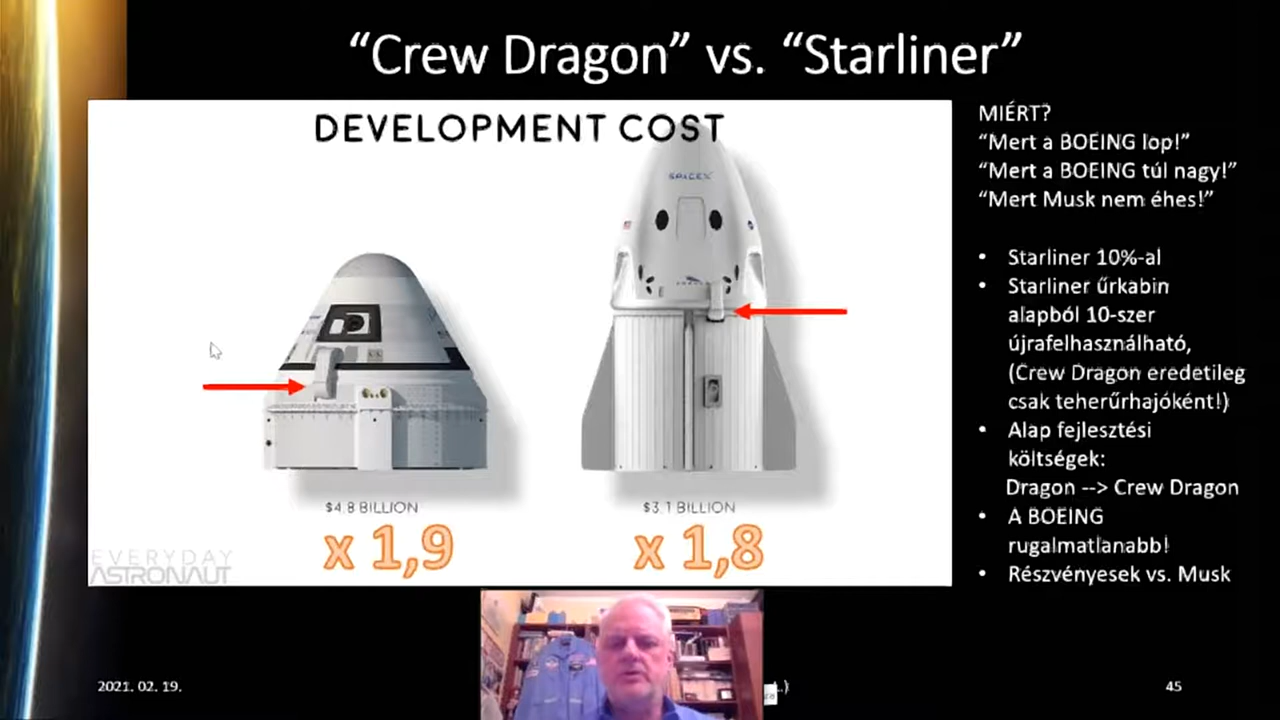 “Crew Dragon” vs. “Starliner”
DEVELOPMENT COST
SPACEX
$4.8 BILLION
$3.1 BILLION
x 1,9
x 1,8
EVERYDAY
ASTRONAUT
MIÉRT?
“Mert a BOEING lop!”
“Mert a BOEING túl nagy!”
“Mert Musk nem éhes!”
• Starliner 10%-al
• Starliner űrkabin
alapból 10-szer
újrafelhasználható,
(Crew Dragon eredetileg
csak teherűrhajóként!)
• Alap fejlesztési
költségek:
Dragon --> Crew Dragon
• A BOEING
rugalmatlanabb!
• Részvényesek vs. Musk
2021. 02. 19.
45